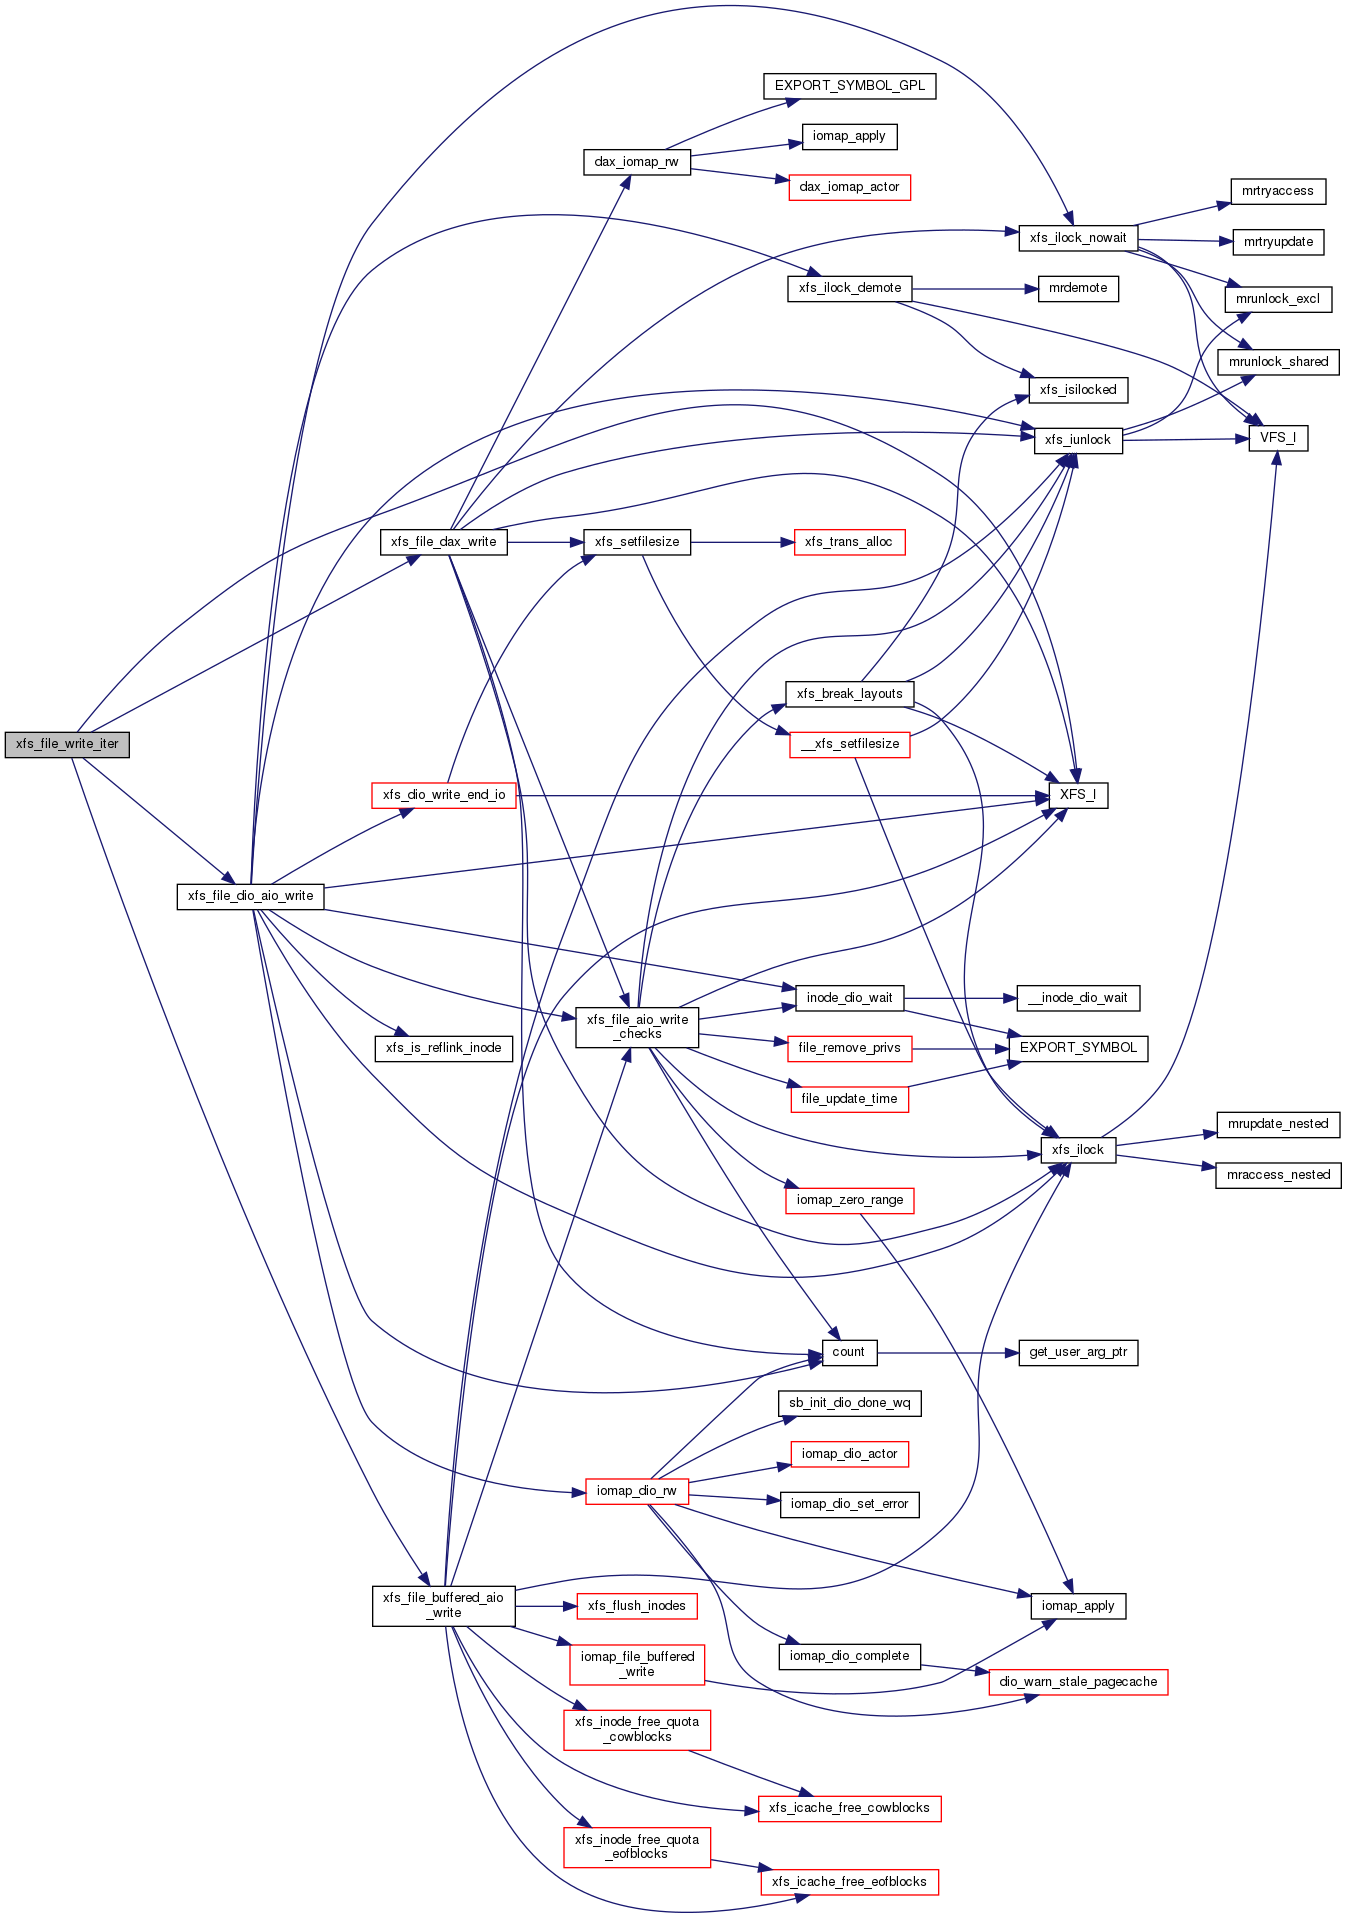 EXPORT_SYMBOL_GPL
iomap_apply
dax_iomap_rw
dax_iomap_actor
mrtryaccess
xfs_ilock_nowait
mrtryupdate
xfs_ilock_demote
mrdemote
mrunlock_excl
mrunlock_shared
xfs_isilocked
xfs_iunlock
VFS_I
xfs_file_dax_write
xfs_setfilesize
xfs_trans_alloc
xfs_break_layouts
xfs_file_write_iter
__xfs_setfilesize
xfs_dio_write_end_io
XFS_I
xfs_file_dio_aio_write
inode_dio_wait
__inode_dio_wait
xfs_file_aio_write
_checks
xfs_is_reflink_inode
file_remove_privs
EXPORT_SYMBOL
file_update_time
mrupdate_nested
xfs_ilock
mraccess_nested
iomap_zero_range
count
get_user_arg_ptr
sb_init_dio_done_wq
iomap_dio_actor
iomap_dio_rw
iomap_dio_set_error
xfs_file_buffered_aio
_write
xfs_flush_inodes
iomap_apply
iomap_file_buffered
_write
iomap_dio_complete
dio_warn_stale_pagecache
xfs_inode_free_quota
_cowblocks
xfs_icache_free_cowblocks
xfs_inode_free_quota
_eofblocks
xfs_icache_free_eofblocks